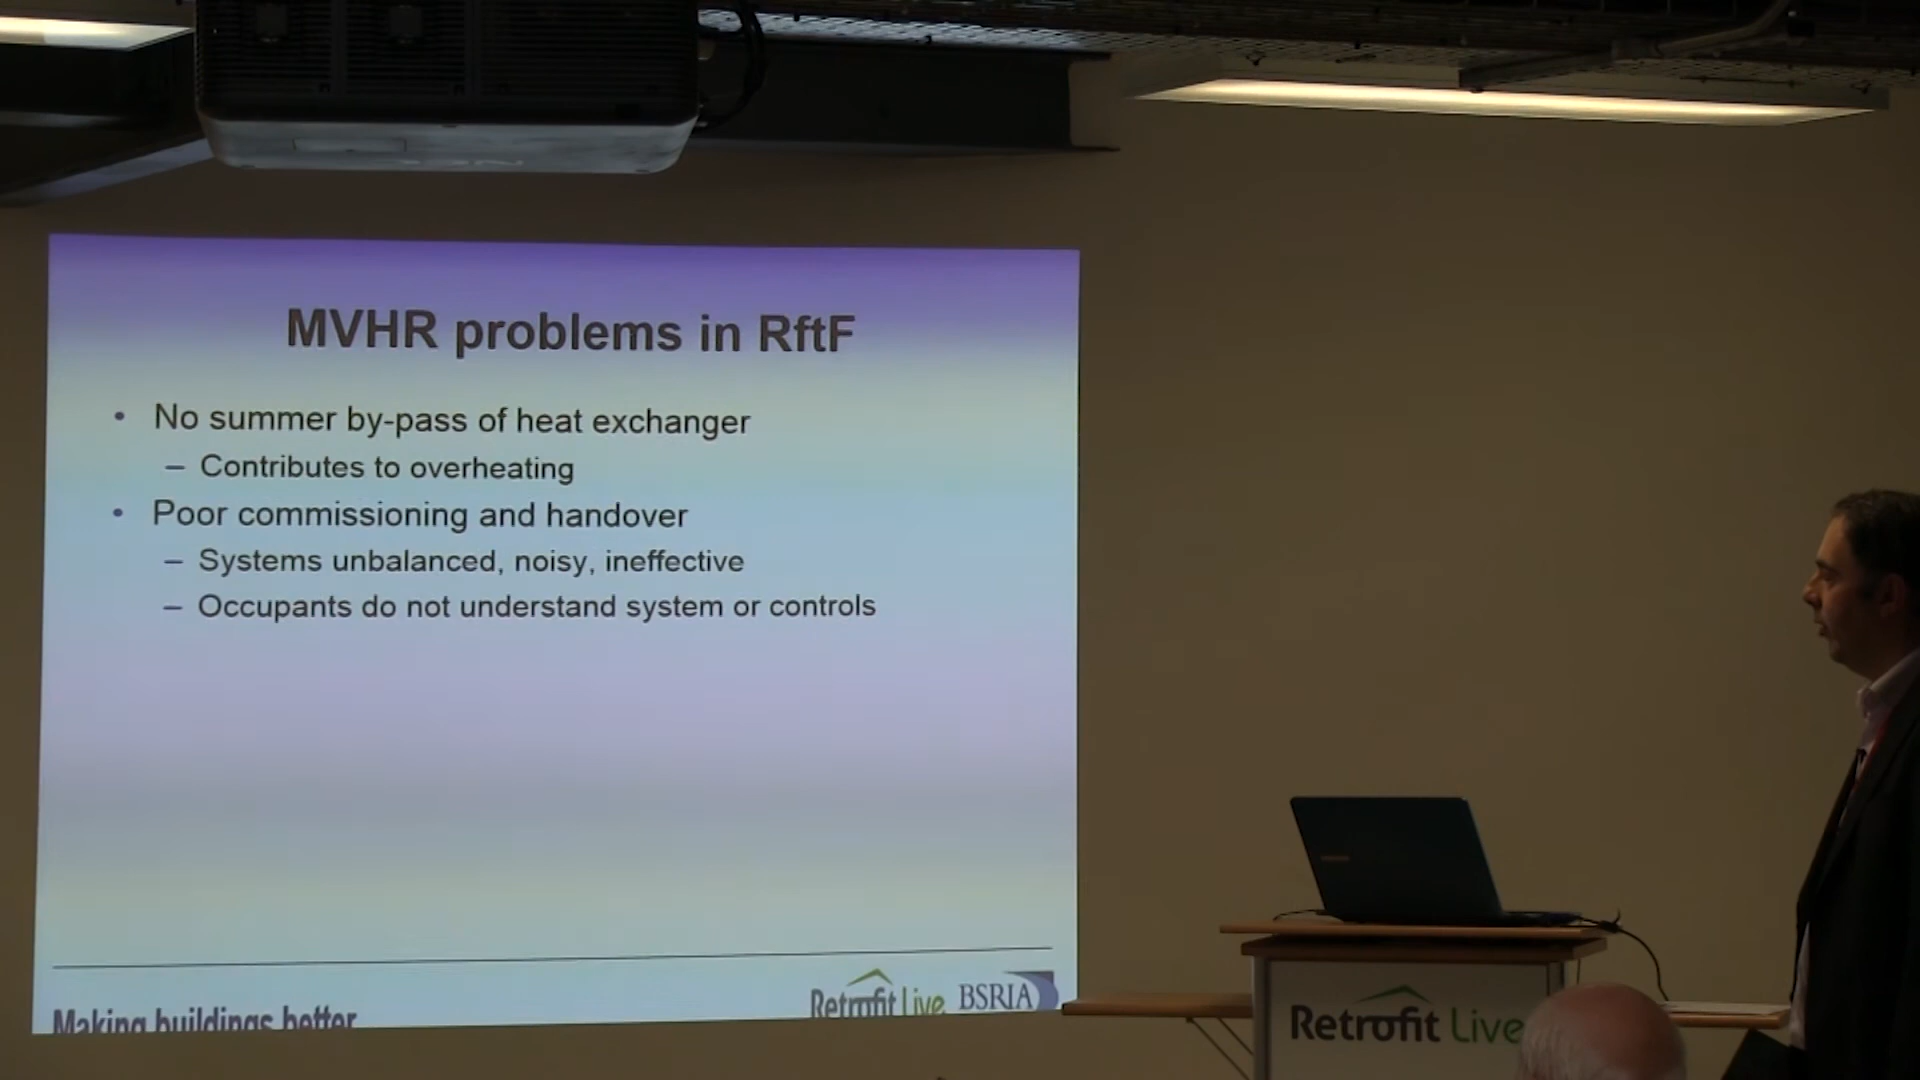 MVHR problems in RftF
• No summer by-pass of heat exchanger
– Contributes to overheating
• Poor commissioning and handover
– Systems unbalanced, noisy, ineffective
– Occupants do not understand system or controls
Making buildings better
Retrofit Live
BSRIA
Retrofit Live